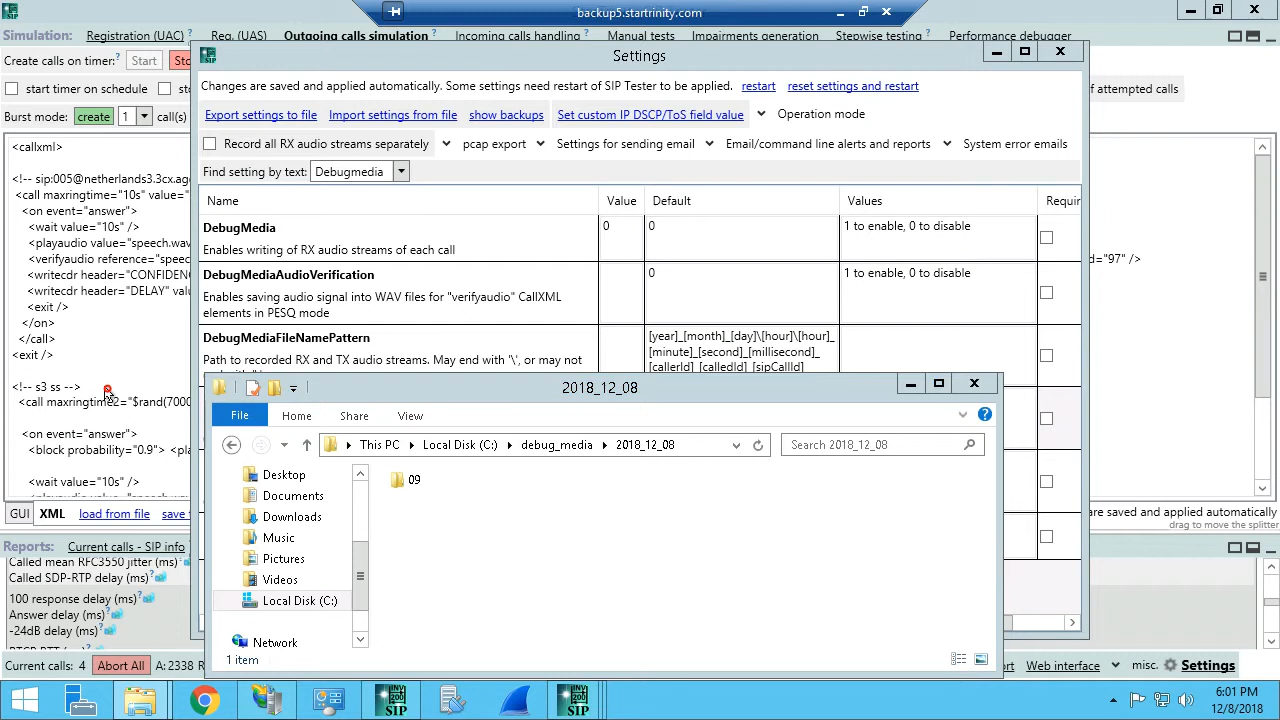 backup5.startrinity.com
Simulation: Registration (UAC) ? Reg. (UAS) Outgoing calls simulation ? Incoming calls handling ? Manual tests Impairments generation Stepwise testing ? Performance debugger
Create calls on timer:? Start
start timer on schedule
Burst mode: create 1 call(s)
of attempted calls
<callxml>
<!-- sip:005@netherlands3.3cx.age
<call maxringtime="10s" value="
<on event="answer">
<wait value="10s" />
<playaudio value="speech.wav
<verifyaudio reference="speec
<writecdr header="CONFIDENC
<writecdr header="DELAY" valu
<exit />
</on>
</call>
<exit />
<!-- s3 ss -->
<call maxringtime2="$rand(7000
<on event="answer">
<block probability="0.9"> <pla
<wait value="10s" />
d="97" />
GUI XML load from file save
are saved and applied automatically
drag to move the splitter
Reports: Current calls - SIP info
Called mean RFC3550 jitter (ms)?
Called SDP-RTP delay (ms)?
100 response delay (ms)?
Answer delay (ms)?
-24dB delay (ms)?
Current calls: 4 Abort All A: 2338
Web interface misc. Settings
Settings
Changes are saved and applied automatically. Some settings need restart of SIP Tester to be applied. restart reset settings and restart
Export settings to file Import settings from file show backups Set custom IP DSCP/ToS field value Operation mode
Record all RX audio streams separately pcap export Settings for sending email Email/command line alerts and reports System error emails
Find setting by text: Debugmedia
Name Value Default Values Requir
DebugMedia 0 0 1 to enable, 0 to disable
Enables writing of RX audio streams of each call
DebugMediaAudioVerification 0 1 to enable, 0 to disable
Enables saving audio signal into WAV files for "verifyaudio" CallXML
elements in PESQ mode
DebugMediaFileNamePattern [year]_[month]_[day]\[hour]\[hour]_
Path to recorded RX and TX audio streams. May end with '\', or may not [minute]_[second]_[millisecond]_
[callerId]_[calledId]_[sipCallId]
2018_12_08
File Home Share View
This PC Local Disk (C:) debug_media 2018_12_08 Search 2018_12_08
Desktop
Documents
Downloads
Music
Pictures
Videos
Local Disk (C:)
Network
09
1 item
SIP
INV
200
SIP
INV
200
SIP
6:01 PM
12/8/2018